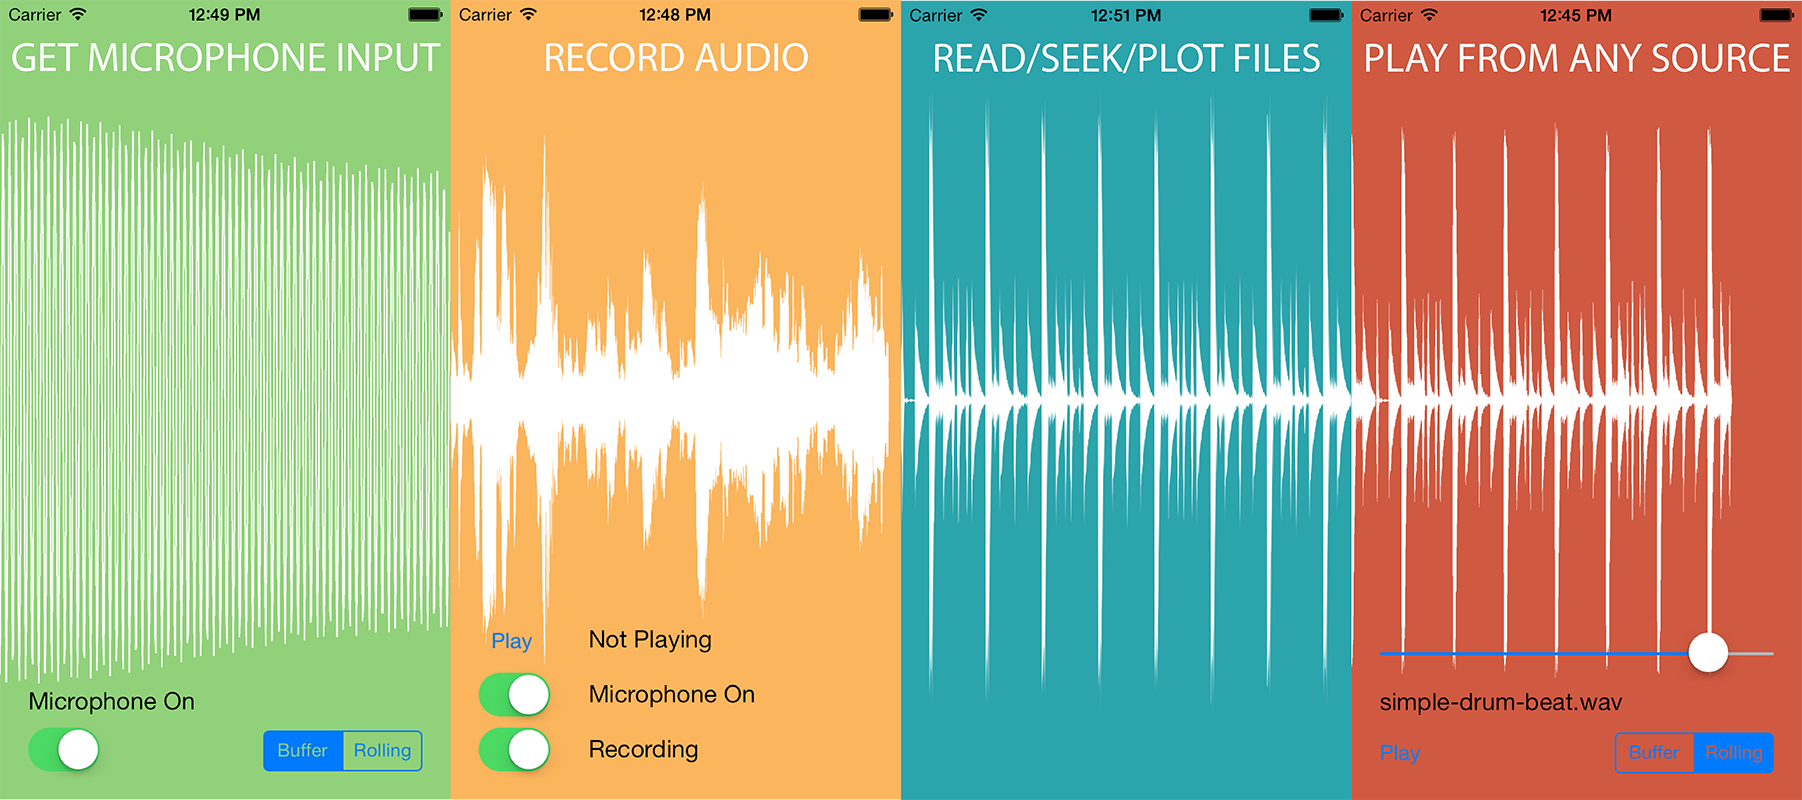 Carrier 12:49 PM
GET MICROPHONE INPUT
Microphone On
Buffer Rolling
Carrier 12:48 PM
RECORD AUDIO
Play Not Playing
Microphone On
Recording
Carrier 12:51 PM
READ/SEEK/PLOT FILES
Carrier 12:45 PM
PLAY FROM ANY SOURCE
simple-drum-beat.wav
Play Buffer Rolling